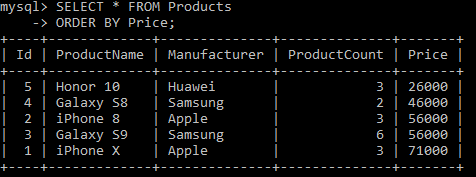 mysql> SELECT * FROM Products
    -> ORDER BY Price;
+----+-------------+--------------+--------------+-------+
| Id | ProductName | Manufacturer | ProductCount | Price |
+----+-------------+--------------+--------------+-------+
|  5 | Honor 10    | Huawei       |            3 | 26000 |
|  4 | Galaxy S8   | Samsung      |            2 | 46000 |
|  2 | iPhone 8    | Apple        |            3 | 56000 |
|  3 | Galaxy S9   | Samsung      |            6 | 56000 |
|  1 | iPhone X    | Apple        |            3 | 71000 |
+----+-------------+--------------+--------------+-------+